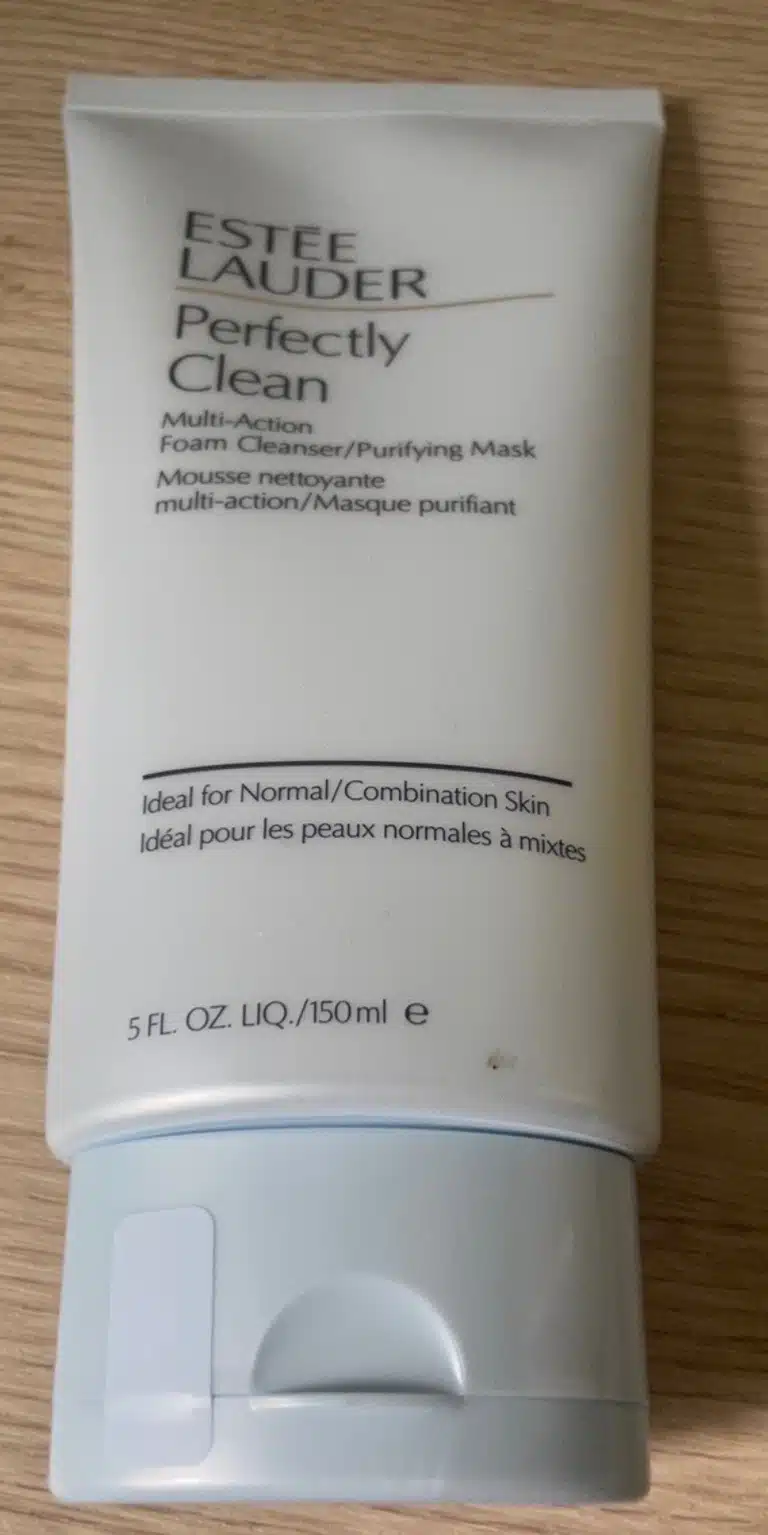 ESTĒE
LAUDER
Perfectly
Clean
Multi-Action
Foam Cleanser/Purifying Mask
Mousse nettoyante
multi-action/Masque purifiant
Ideal for Normal/Combination Skin
Idéal pour les peaux normales à mixtes
5 FL. OZ. LIQ./150ml ℮